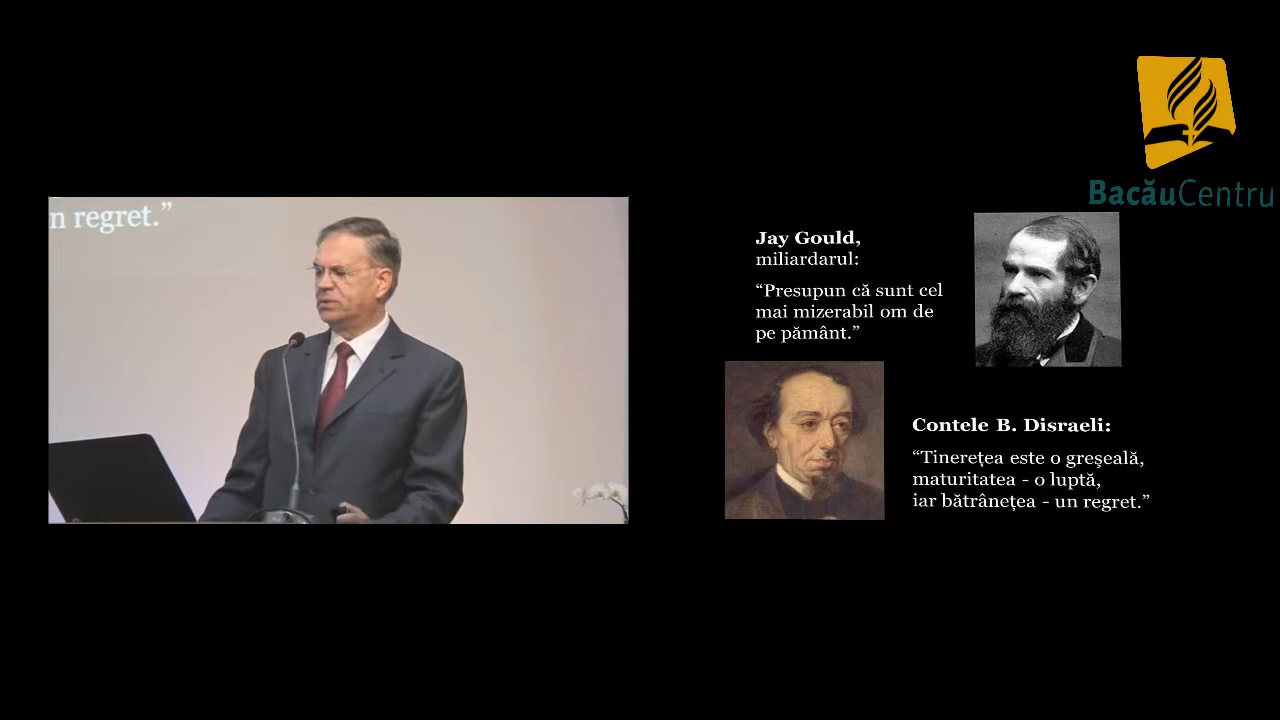 BacăuCentru
n regret.”
Jay Gould,
miliardarul:
“Presupun că sunt cel
mai mizerabil om de
pe pământ.”
Contele B. Disraeli:
“Tinerețea este o greșeală,
maturitatea - o luptă,
iar bătrânețea - un regret.”